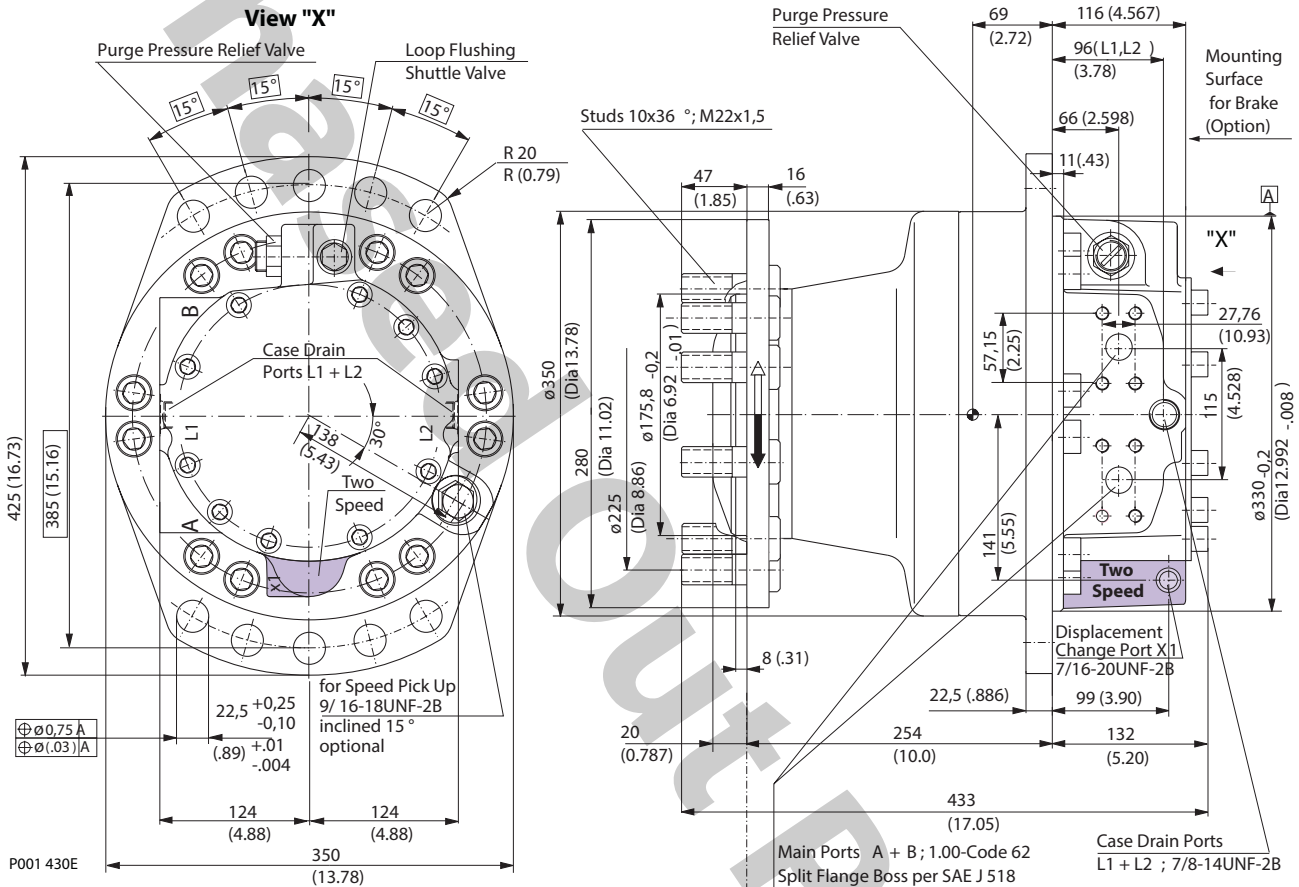 View "X"
Purge Pressure Relief Valve
Loop Flushing
Shuttle Valve
15°
15°
15°
15°
R 20
R (0.79)
B
Case Drain
Ports L1 + L2
L1
L2
138
(5.43)
30°
Two
Speed
A
x1
425 (16.73)
385 (15.16)
⌖ ø0,75 A
⌖ ø(.03) A
22,5 +0,25
-0,10
(.89) +.01
-.004
for Speed Pick Up
9/ 16-18UNF-2B
inclined 15 °
optional
124
(4.88)
124
(4.88)
350
(13.78)
P001 430E
Purge Pressure
Relief Valve
69
(2.72)
116 (4.567)
96(L1,L2 )
(3.78)
66 (2.598)
11(.43)
Mounting
Surface
for Brake
(Option)
Studs 10x36 °; M22x1,5
47
(1.85)
16
(.63)
A
"X"
ø350
(Dia13.78)
280
(Dia 11.02)
ø225
(Dia 8.86)
ø175,8 -0,2
(Dia 6.92 -.01)
57,15
(2.25)
27,76
(10.93)
115
(4.528)
ø330-0,2
(Dia12.992 -.008)
141
(5.55)
Two
Speed
Displacement
Change Port X1
7/16-20UNF-2B
8 (.31)
22,5 (.886)
99 (3.90)
20
(0.787)
254
(10.0)
132
(5.20)
433
(17.05)
Main Ports A + B ; 1.00-Code 62
Split Flange Boss per SAE J 518
Case Drain Ports
L1 + L2 ; 7/8-14UNF-2B
hased Out P